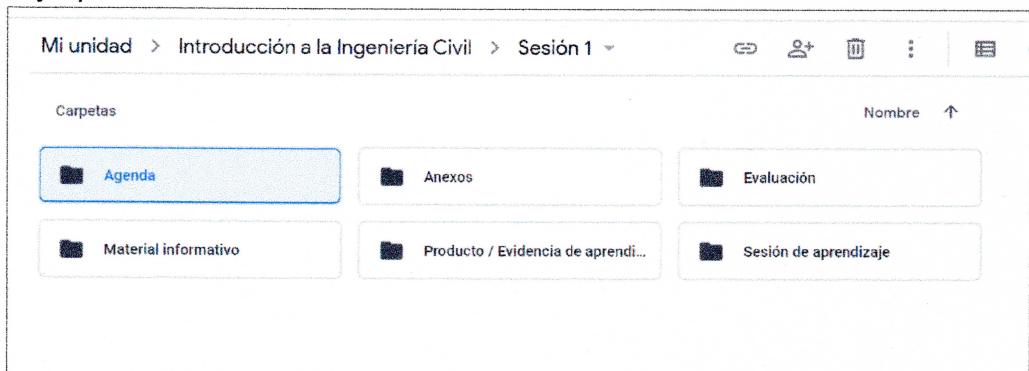 Mi unidad > Introducción a la Ingeniería Civil > Sesión 1
Carpetas Nombre
Agenda Anexos Evaluación
Material informativo Producto / Evidencia de aprendi... Sesión de aprendizaje